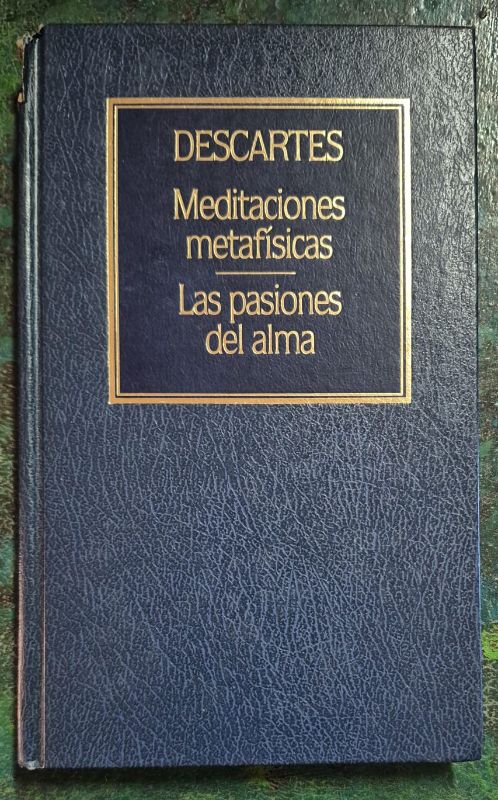 DESCARTES
Meditaciones
metafísicas
Las pasiones
del alma